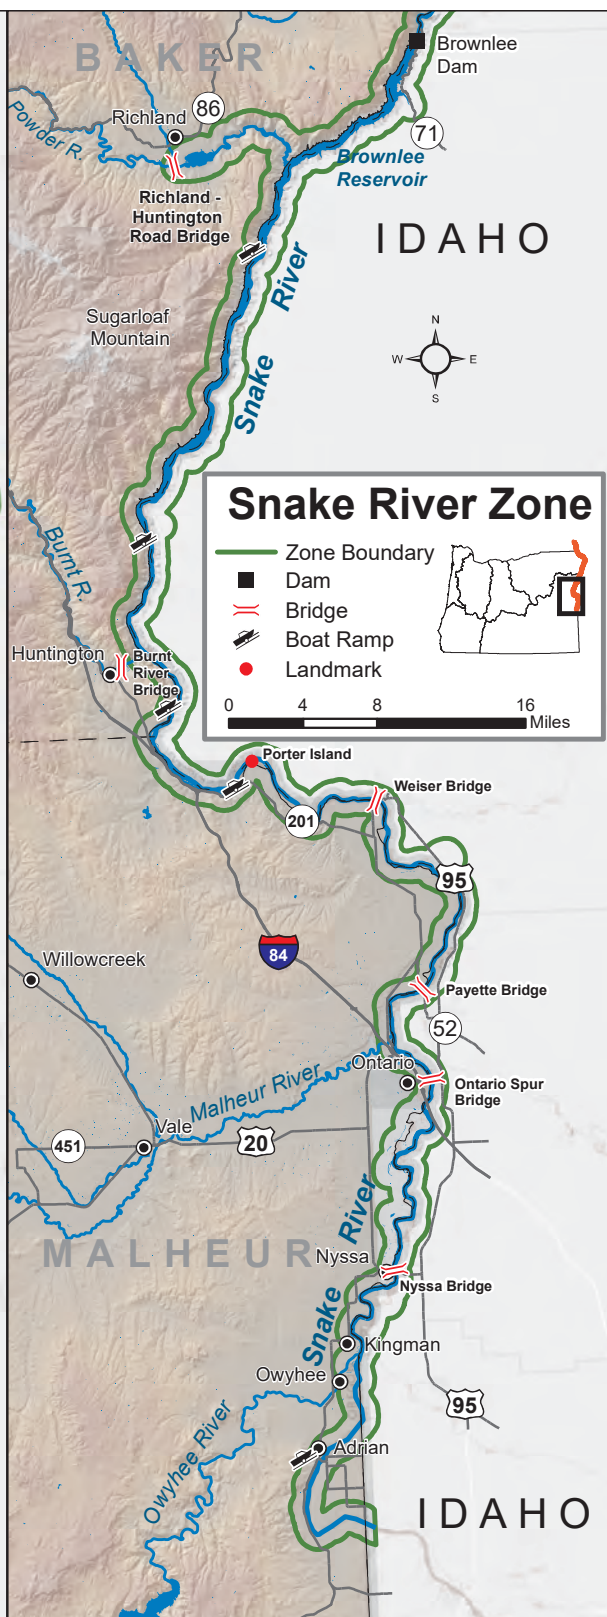 BAKER
Brownlee
Dam
86
Richland
Powder R.
71
Brownlee
Reservoir
Richland -
Huntington
Road Bridge
IDAHO
Snake River
Sugarloaf
Mountain
N
W E
S
Snake River Zone
Zone Boundary
Dam
Bridge
Boat Ramp
Landmark
0 4 8 16
Miles
Burnt R.
Huntington
Burnt
River
Bridge
Porter Island
Weiser Bridge
201
95
84
Willowcreek
Payette Bridge
52
Ontario
Ontario Spur
Bridge
Malheur River
Vale
451
20
Snake River
MALHEUR
Nyssa
Nyssa Bridge
Kingman
Owyhee
95
Owyhee River
Adrian
IDAHO